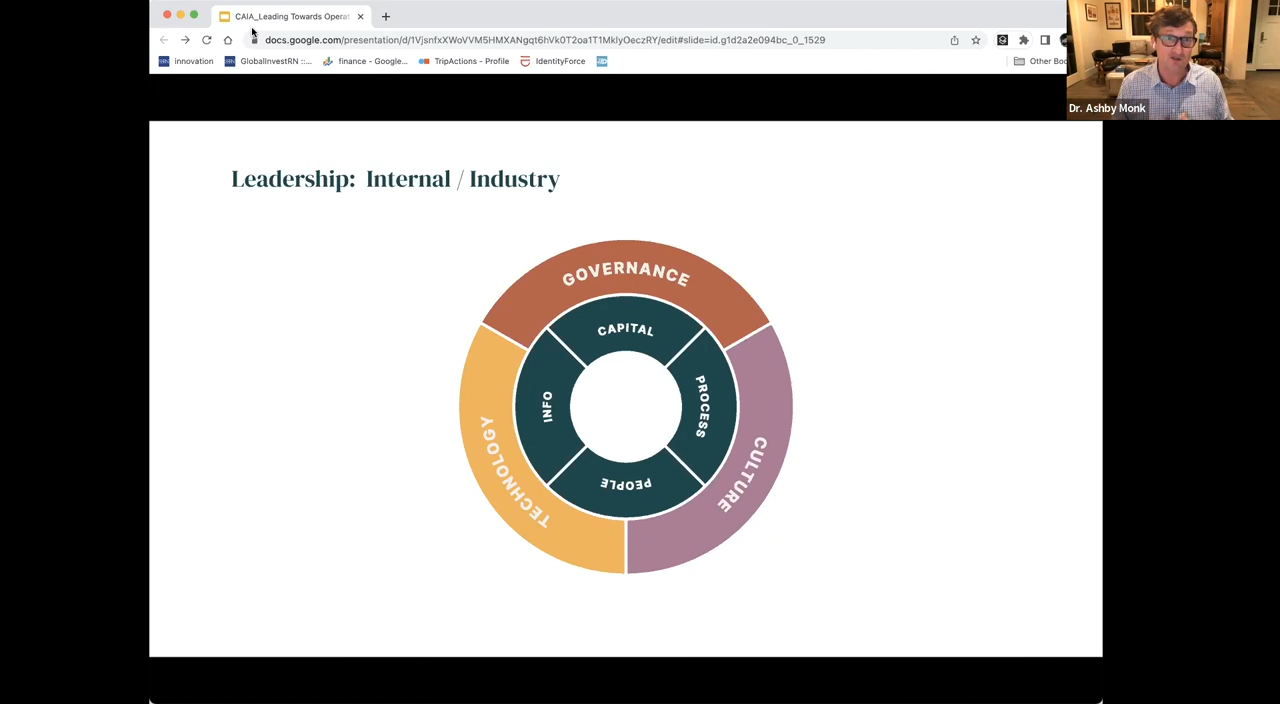 CAIA_Leading Towards Operat
docs.google.com/presentation/d/1VjsnfxXWoVVM5HMXANgqt6hVk0T2oa1T1MklyOeczRY/edit#slide=id.g1d2a2e094bc_0_1529
innovation
GlobalInvestRN ::...
finance - Google...
TripActions - Profile
IdentityForce
Other Boo
Dr. Ashby Monk
Leadership: Internal / Industry
GOVERNANCE
CAPITAL
INFO
PROCESS
PEOPLE
TECHNOLOGY
CULTURE